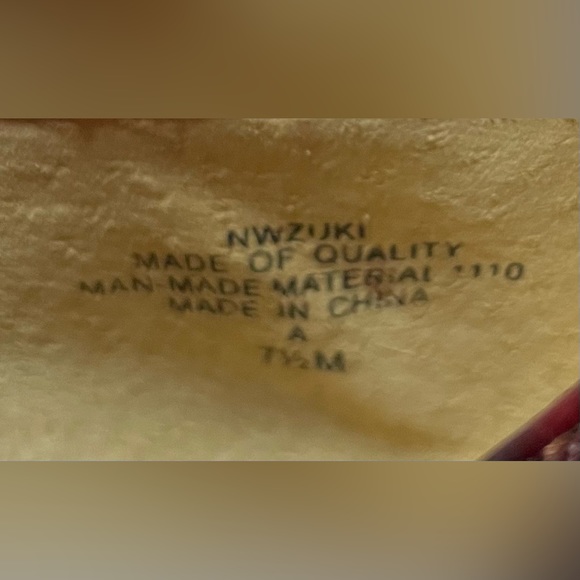 NWZUKI
MADE OF QUALITY
MAN-MADE MATERIAL 1110
MADE IN CHINA
A
7½M